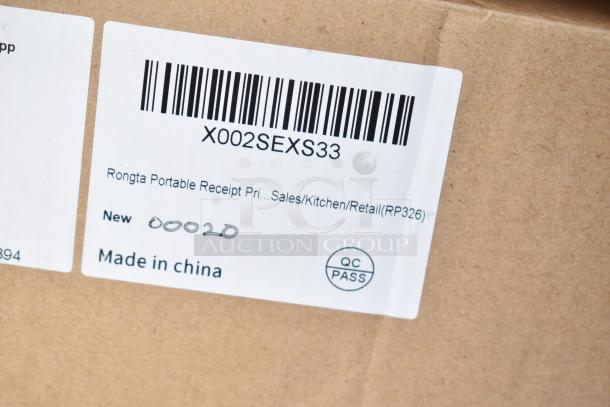 pp
X002SEXS33
Rongta Portable Receipt Pri...Sales/Kitchen/Retail(RP326)
New 00020
Made in china
QC
PASS
394
PCI
AUCTION GROUP